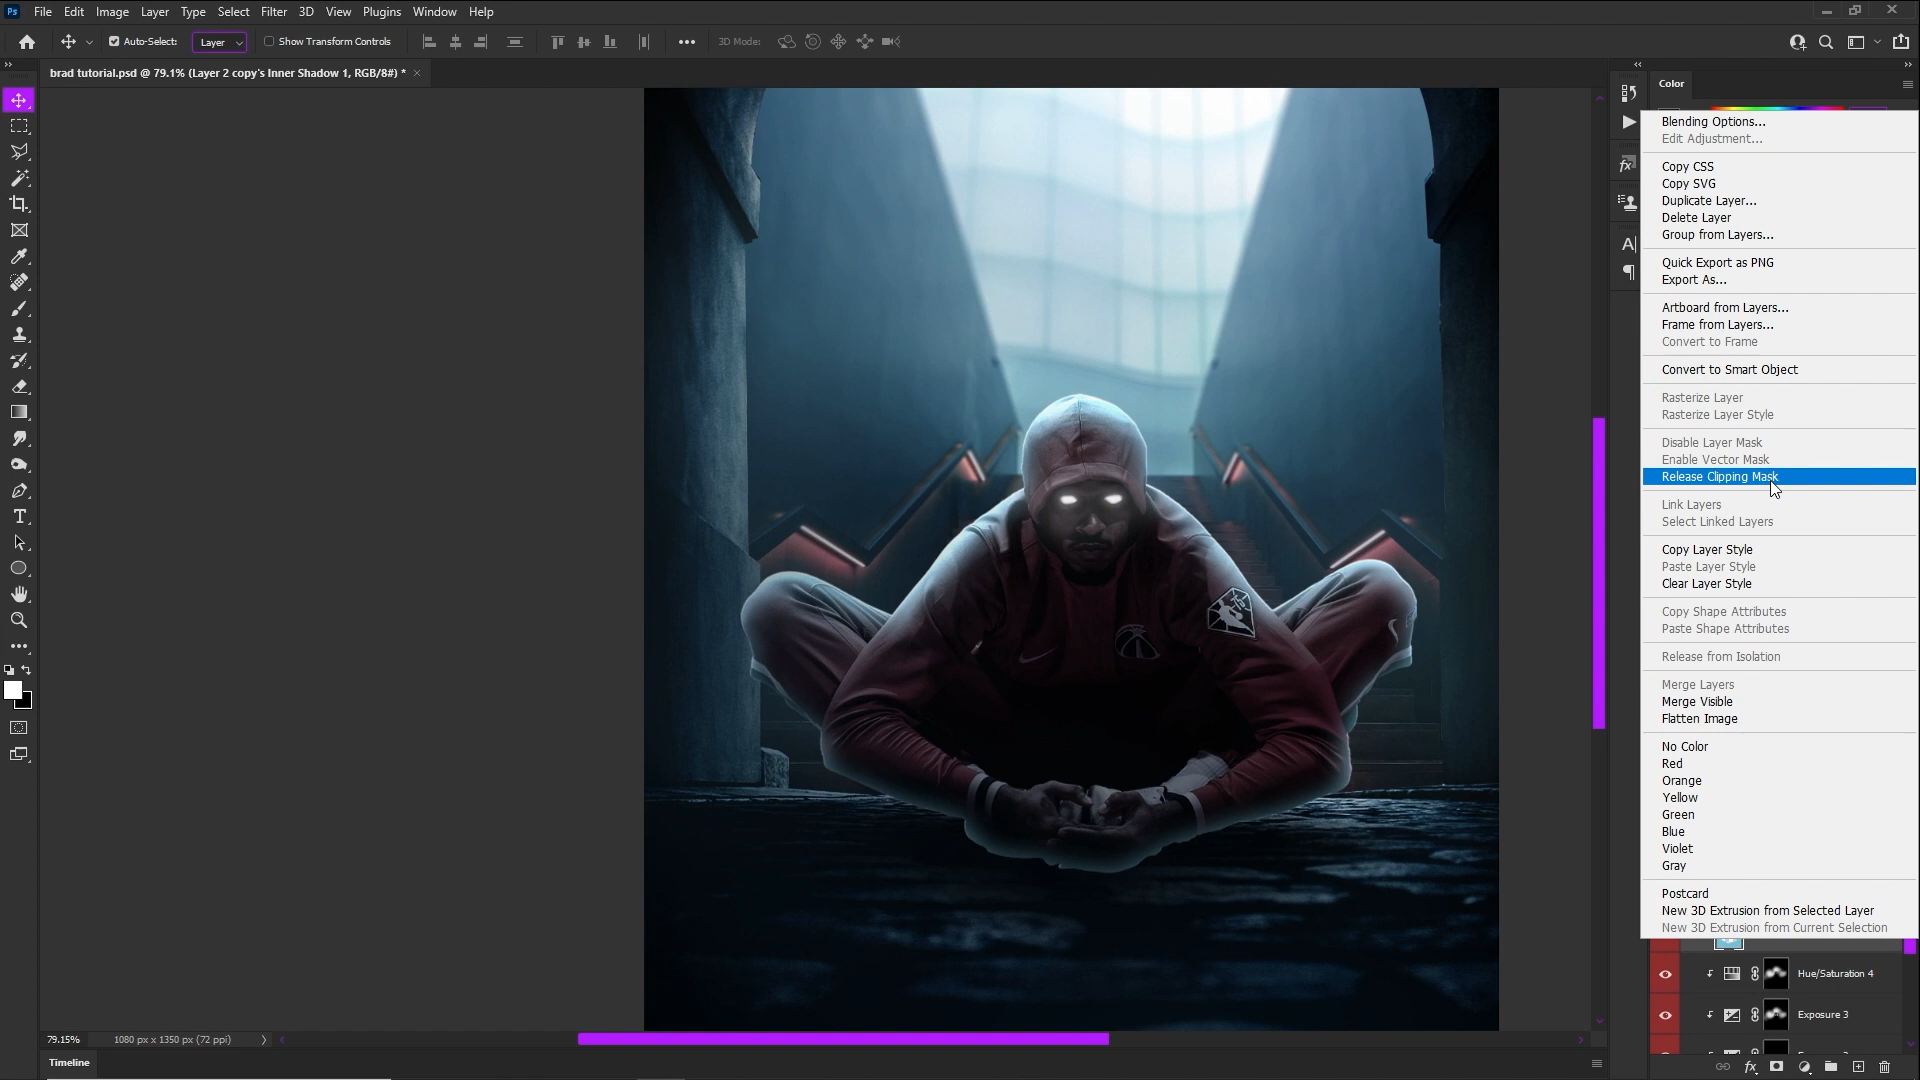 Ps File Edit Image Layer Type Select Filter 3D View Plugins Window Help
Auto-Select: Layer Show Transform Controls 3D Mode:
brad tutorial.psd @ 79.1% (Layer 2 copy's Inner Shadow 1, RGB/8#) *
Color
Blending Options...
Edit Adjustment...
Copy CSS
Copy SVG
Duplicate Layer...
Delete Layer
Group from Layers...
Quick Export as PNG
Export As...
Artboard from Layers...
Frame from Layers...
Convert to Frame
Convert to Smart Object
Rasterize Layer
Rasterize Layer Style
Disable Layer Mask
Enable Vector Mask
Release Clipping Mask
Link Layers
Select Linked Layers
Copy Layer Style
Paste Layer Style
Clear Layer Style
Copy Shape Attributes
Paste Shape Attributes
Release from Isolation
Merge Layers
Merge Visible
Flatten Image
No Color
Red
Orange
Yellow
Green
Blue
Violet
Gray
Postcard
New 3D Extrusion from Selected Layer
New 3D Extrusion from Current Selection
Hue/Saturation 4
Exposure 3
79.15% 1080 px x 1350 px (72 ppi)
Timeline